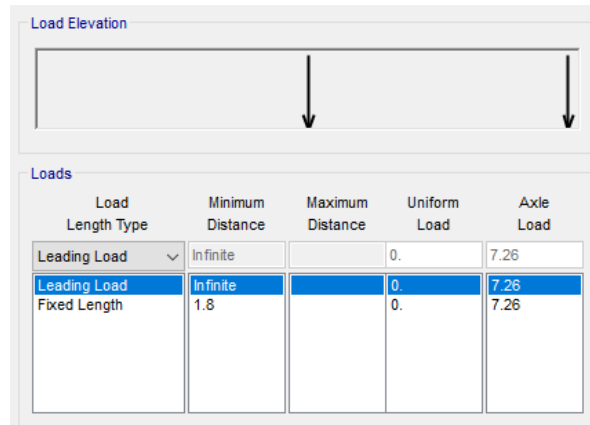 Load Elevation
Loads
Load Length Type Minimum Distance Maximum Distance Uniform Load Axle Load
Leading Load Infinite 0. 7.26
Leading Load Infinite 0. 7.26
Fixed Length 1.8 0. 7.26